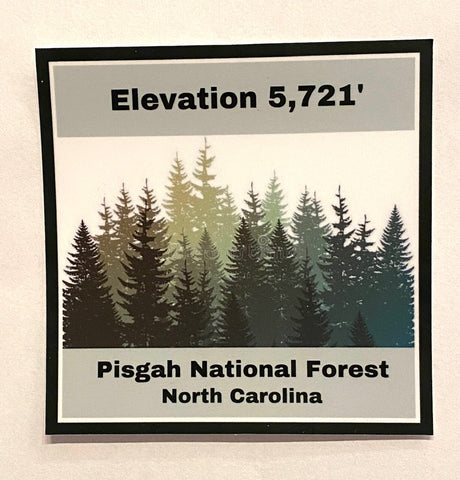 Elevation 5,721'
Pisgah National Forest
North Carolina